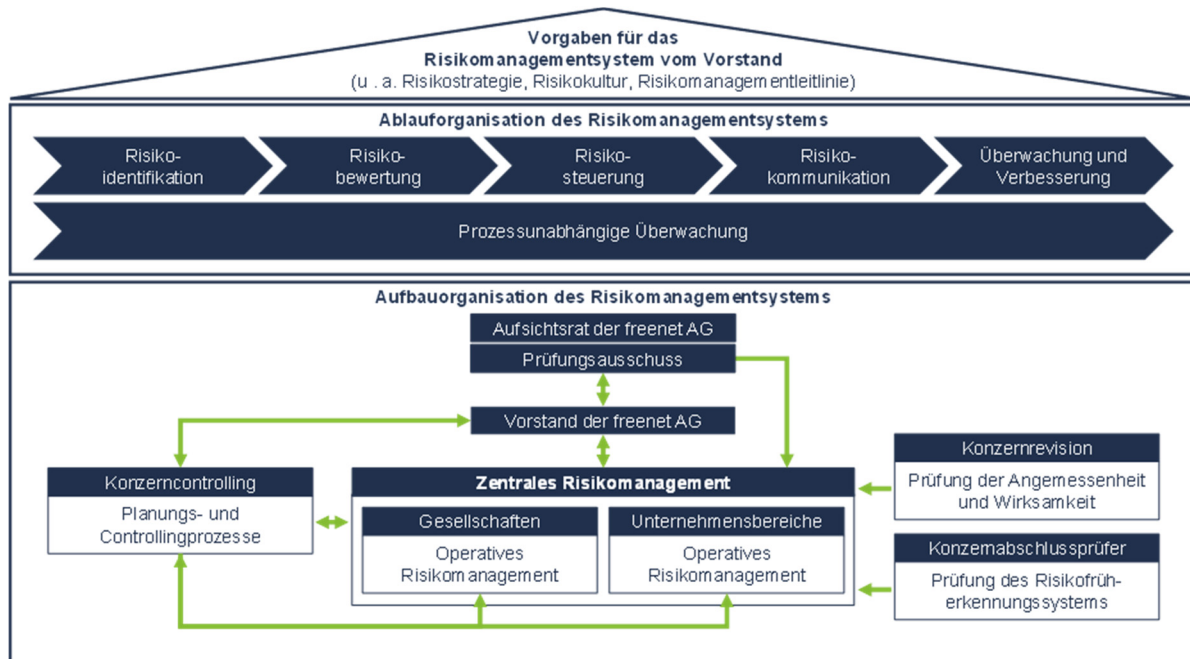 Vorgaben für das
Risikomanagementsystem vom Vorstand
(u . a. Risikostrategie, Risikokultur, Risikomanagementleitlinie)
Ablauforganisation des Risikomanagementsystems
Risiko-
identifikation
Risiko-
bewertung
Risiko-
steuerung
Risiko-
kommunikation
Überwachung und
Verbesserung
Prozessunabhängige Überwachung
Aufbauorganisation des Risikomanagementsystems
Aufsichtsrat der freenet AG
Prüfungsausschuss
Vorstand der freenet AG
Konzerncontrolling
Planungs- und
Controllingprozesse
Zentrales Risikomanagement
Gesellschaften
Operatives
Risikomanagement
Unternehmensbereiche
Operatives
Risikomanagement
Konzernrevision
Prüfung der Angemessenheit
und Wirksamkeit
Konzernabschlussprüfer
Prüfung des Risikofrüh-
erkennungssystems